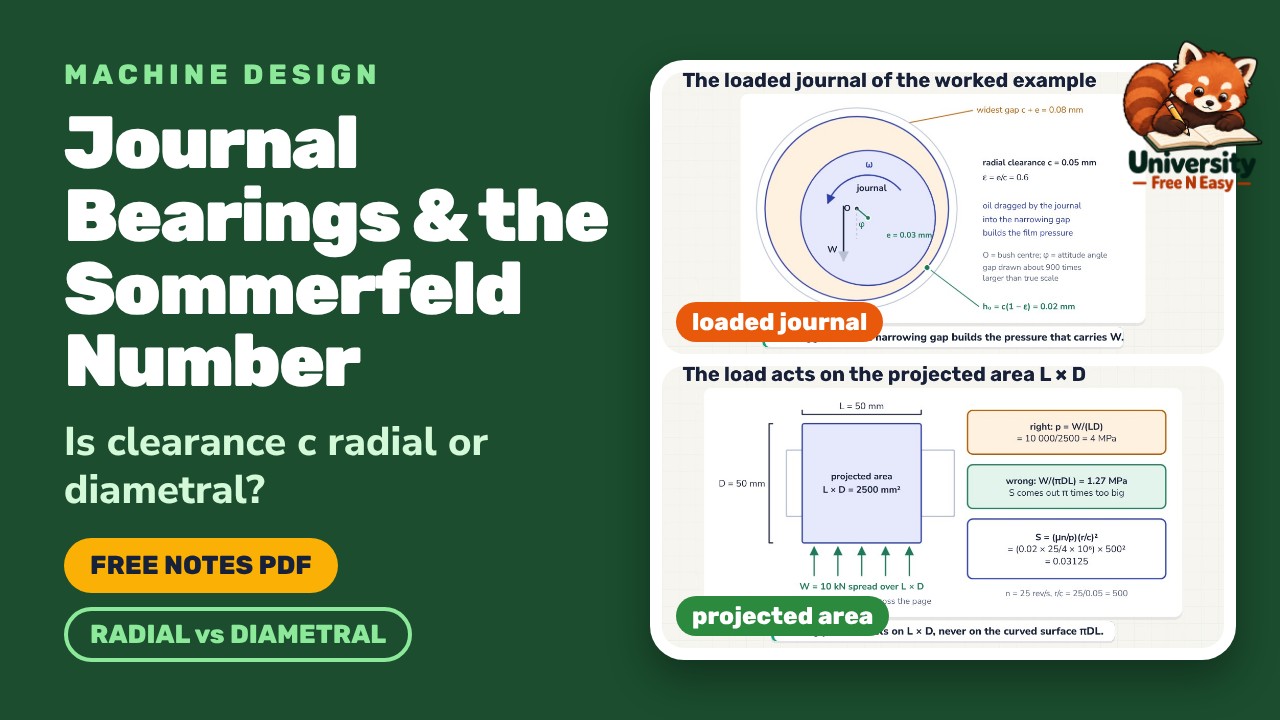 MACHINE DESIGN
Journal
Bearings & the
Sommerfeld
Number
Is clearance c radial or
diametral?
FREE NOTES PDF
RADIAL vs DIAMETRAL
The loaded journal of the worked example
widest gap c + e = 0.08 mm
ω
journal
O
φ
W
e = 0.03 mm
radial clearance c = 0.05 mm
ε = e/c = 0.6
oil dragged by the journal
into the narrowing gap
builds the film pressure
O = bush centre; φ = attitude angle
gap drawn about 900 times
larger than true scale
h₀ = c(1 − ε) = 0.02 mm
loaded journal
narrowing gap builds the pressure that carries W.
The load acts on the projected area L × D
L = 50 mm
D = 50 mm
projected area
L × D = 2500 mm²
W = 10 kN spread over L × D
the page
right: p = W/(LD)
= 10 000/2500 = 4 MPa
wrong: W/(πDL) = 1.27 MPa
S comes out π times too big
S = (μn/p)(r/c)²
= (0.02 × 25/4 × 10⁶) × 500²
= 0.03125
n = 25 rev/s, r/c = 25/0.05 = 500
projected area
on L × D, never on the curved surface πDL.
University
Free N Easy